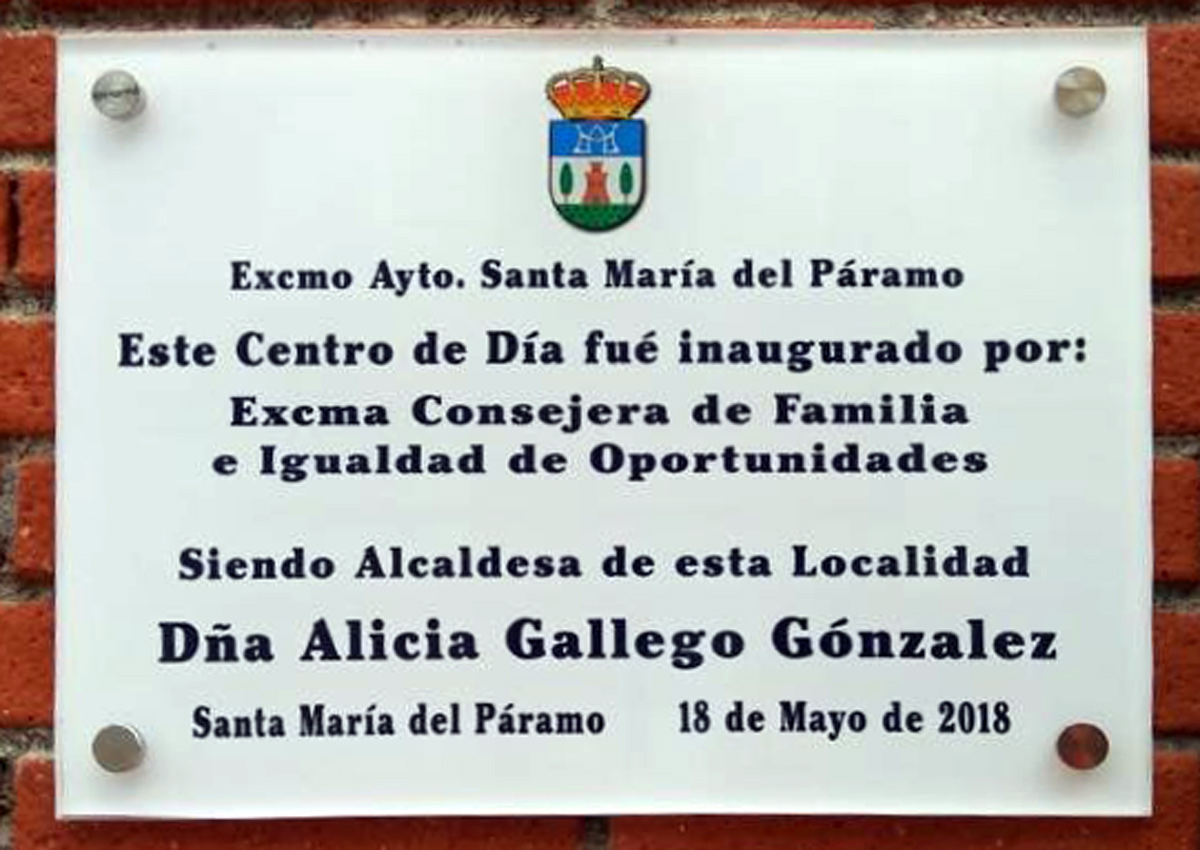 Excmo Ayto. Santa María del Páramo
Este Centro de Día fué inaugurado por:
Excma Consejera de Familia
e Igualdad de Oportunidades
Siendo Alcaldesa de esta Localidad
Dña Alicia Gallego Gónzalez
Santa María del Páramo 18 de Mayo de 2018